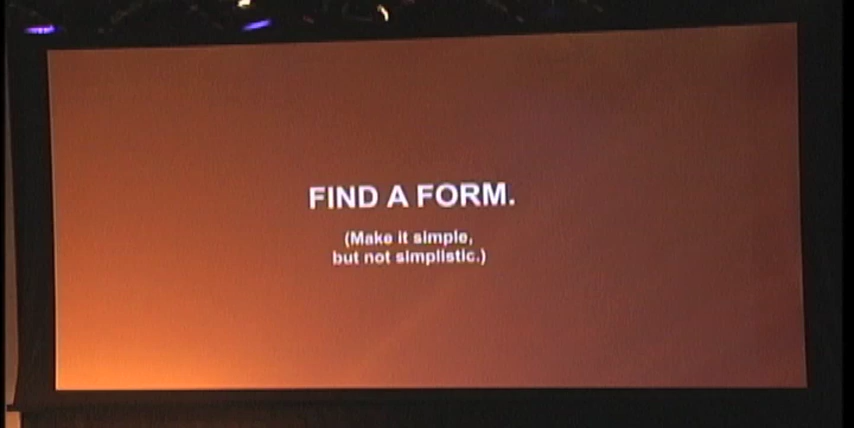 FIND A FORM.
(Make it simple,
but not simplistic.)